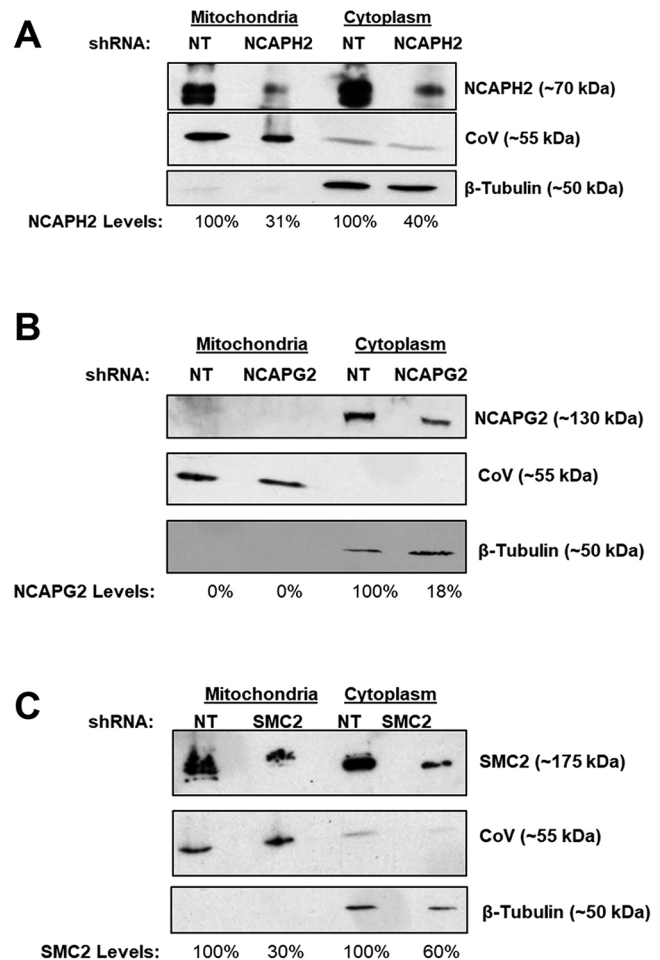 A
Mitochondria Cytoplasm
shRNA: NT NCAPH2 NT NCAPH2
NCAPH2 (~70 kDa)
CoV (~55 kDa)
β-Tubulin (~50 kDa)
NCAPH2 Levels: 100% 31% 100% 40%
B
Mitochondria Cytoplasm
shRNA: NT NCAPG2 NT NCAPG2
NCAPG2 (~130 kDa)
CoV (~55 kDa)
β-Tubulin (~50 kDa)
NCAPG2 Levels: 0% 0% 100% 18%
C
Mitochondria Cytoplasm
shRNA: NT SMC2 NT SMC2
SMC2 (~175 kDa)
CoV (~55 kDa)
β-Tubulin (~50 kDa)
SMC2 Levels: 100% 30% 100% 60%